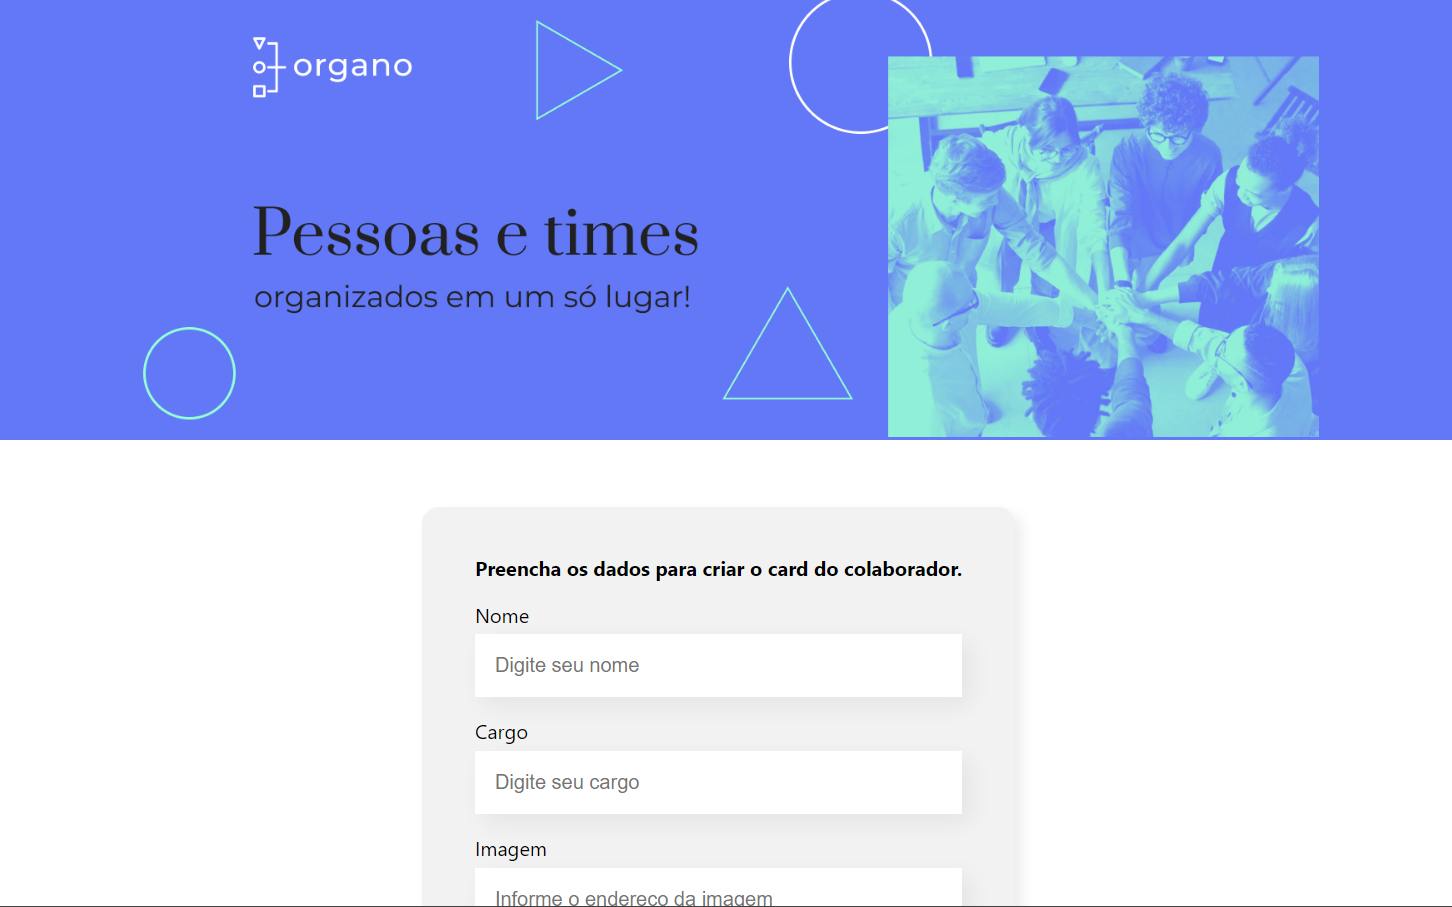 organo
Pessoas e times
organizados em um só lugar!
Preencha os dados para criar o card do colaborador.
Nome
Digite seu nome
Cargo
Digite seu cargo
Imagem
Informe o endereço da imagem